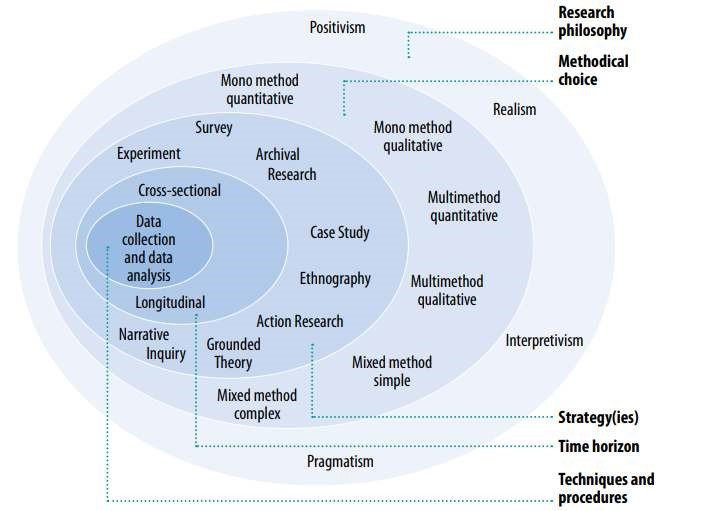 Research
philosophy
Positivism
Methodical
choice
Mono method
quantitative
Realism
Survey
Mono method
qualitative
Experiment
Archival
Research
Cross-sectional
Multimethod
quantitative
Data
collection
and data
analysis
Case Study
Ethnography
Multimethod
qualitative
Longitudinal
Action Research
Narrative
Inquiry
Grounded
Theory
Interpretivism
Mixed method
simple
Mixed method
complex
Strategy(ies)
Time horizon
Pragmatism
Techniques and
procedures